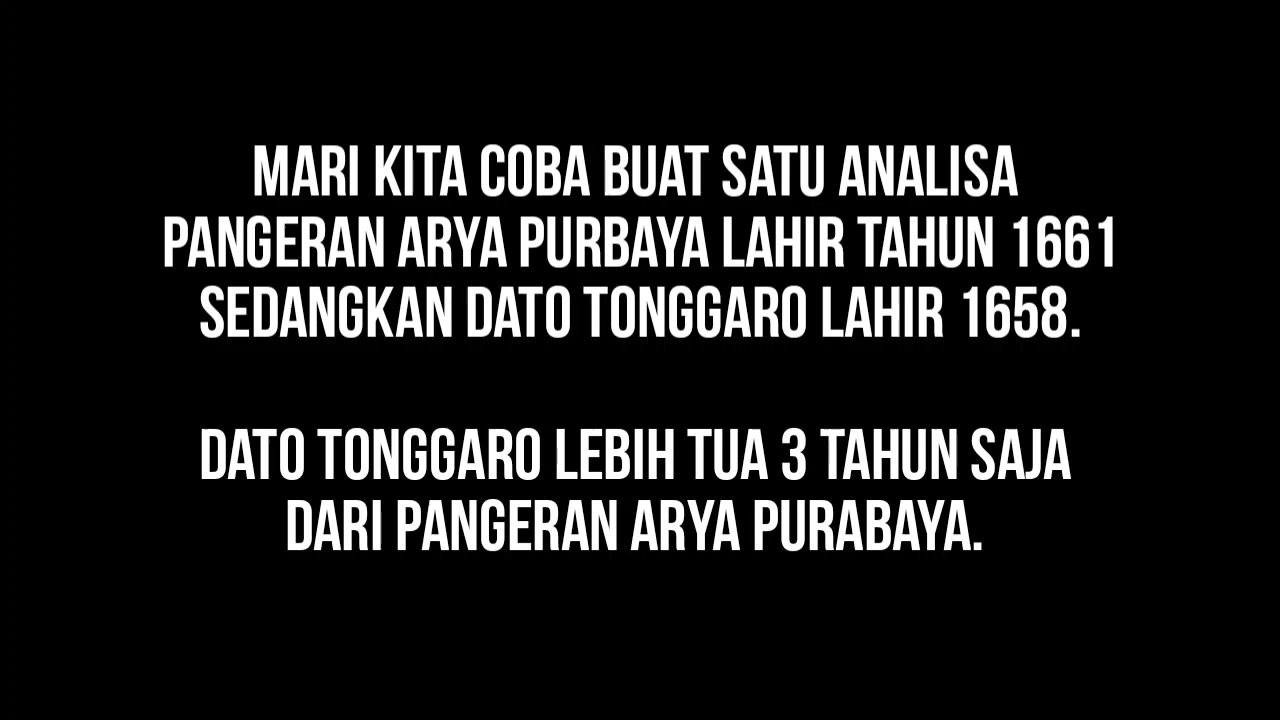 MARI KITA COBA BUAT SATU ANALISA
PANGERAN ARYA PURBAYA LAHIR TAHUN 1661
SEDANGKAN DATO TONGGARO LAHIR 1658.
DATO TONGGARO LEBIH TUA 3 TAHUN SAJA
DARI PANGERAN ARYA PURABAYA.